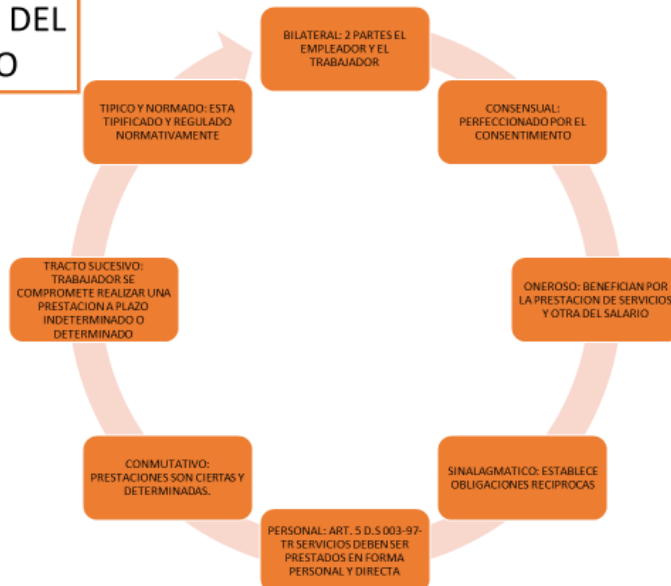 DEL
O
BILATERAL: 2 PARTES EL
EMPLEADOR Y EL
TRABAJADOR
CONSENSUAL:
PERFECCIONADO POR EL
CONSENTIMIENTO
ONEROSO: BENEFICIAN POR
LA PRESTACION DE SERVICIOS
Y OTRA DEL SALARIO
SINALAGMATICO: ESTABLECE
OBLIGACIONES RECIPROCAS
PERSONAL: ART. 5 D.S 003-97-
TR SERVICIOS DEBEN SER
PRESTADOS EN FORMA
PERSONAL Y DIRECTA
CONMUTATIVO:
PRESTACIONES SON CIERTAS Y
DETERMINADAS.
TRACTO SUCESIVO:
TRABAJADOR SE
COMPROMETE REALIZAR UNA
PRESTACION A PLAZO
INDETERMINADO O
DETERMINADO
TIPICO Y NORMADO: ESTA
TIPIFICADO Y REGULADO
NORMATIVAMENTE